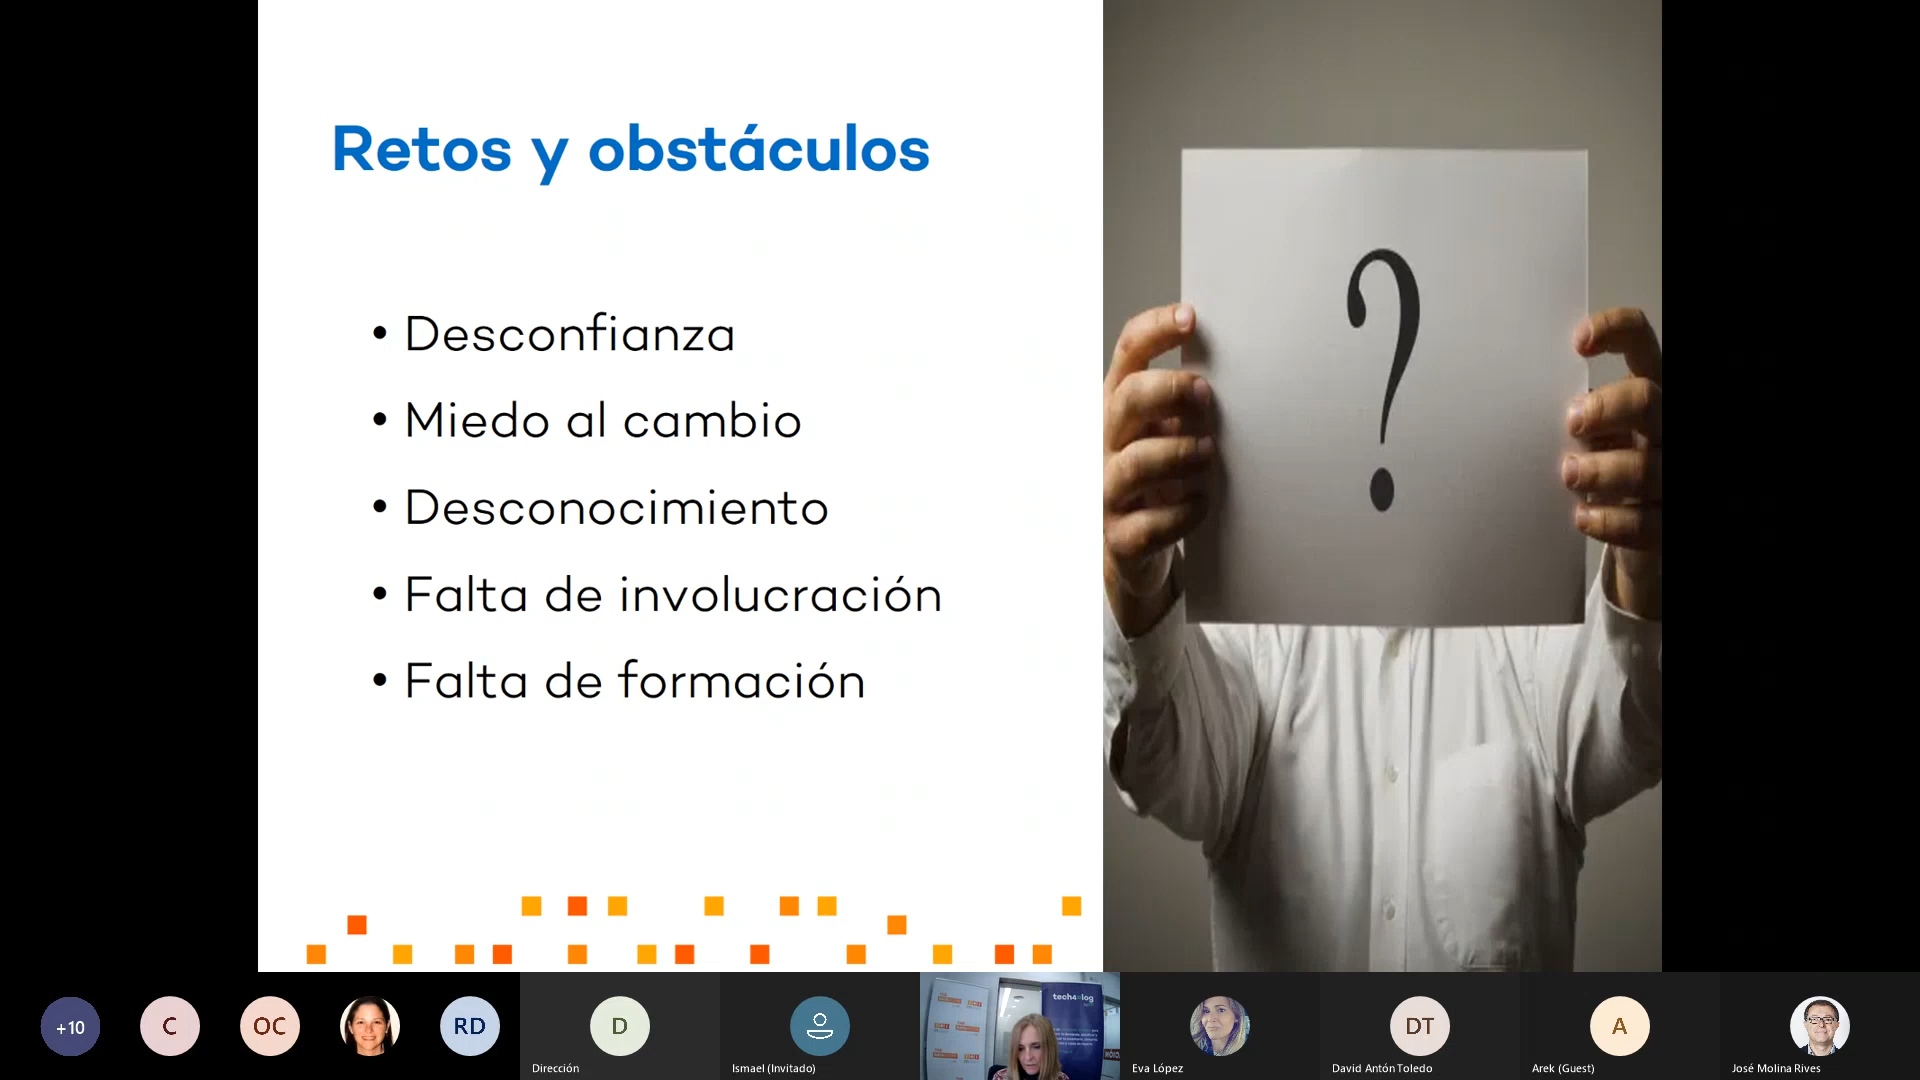 Retos y obstáculos
• Desconfianza
• Miedo al cambio
• Desconocimiento
• Falta de involucración
• Falta de formación
?
+10
C
OC
RD
D
Dirección
Ismael (Invitado)
tech4log
Eva López
DT
David Antón Toledo
A
Arek (Guest)
José Molina Rives